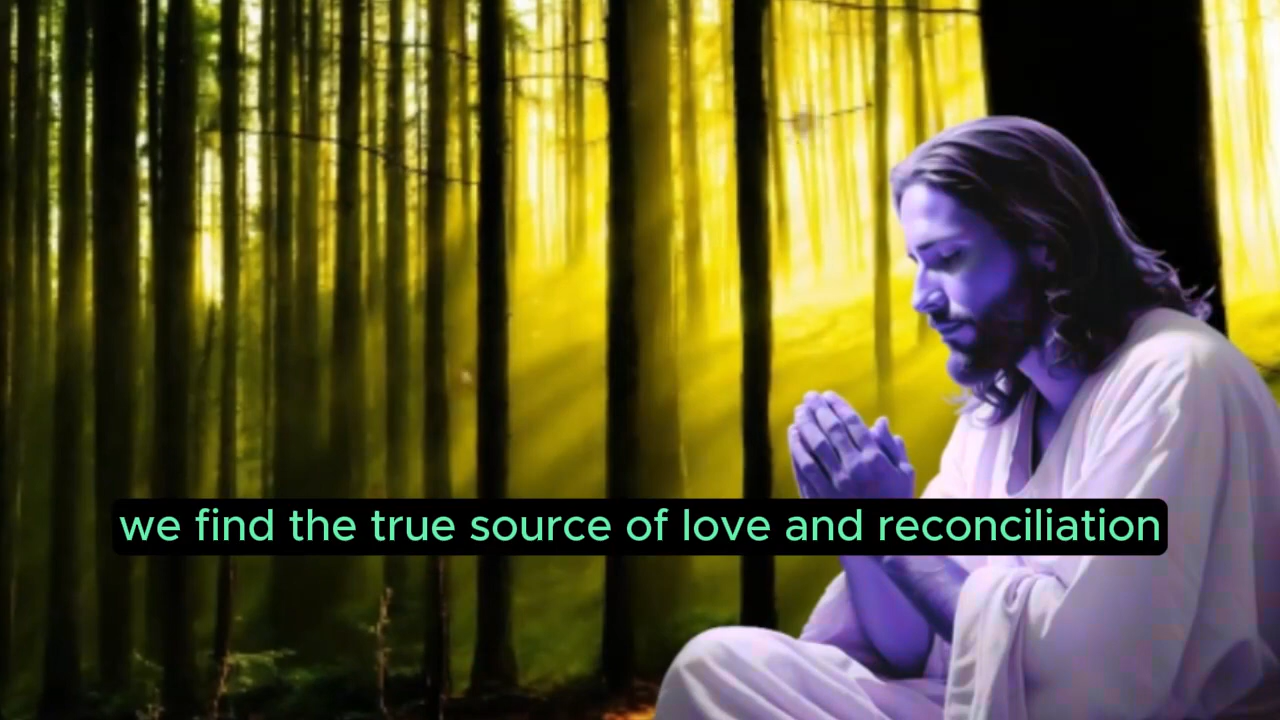 we find the true source of love and reconciliation